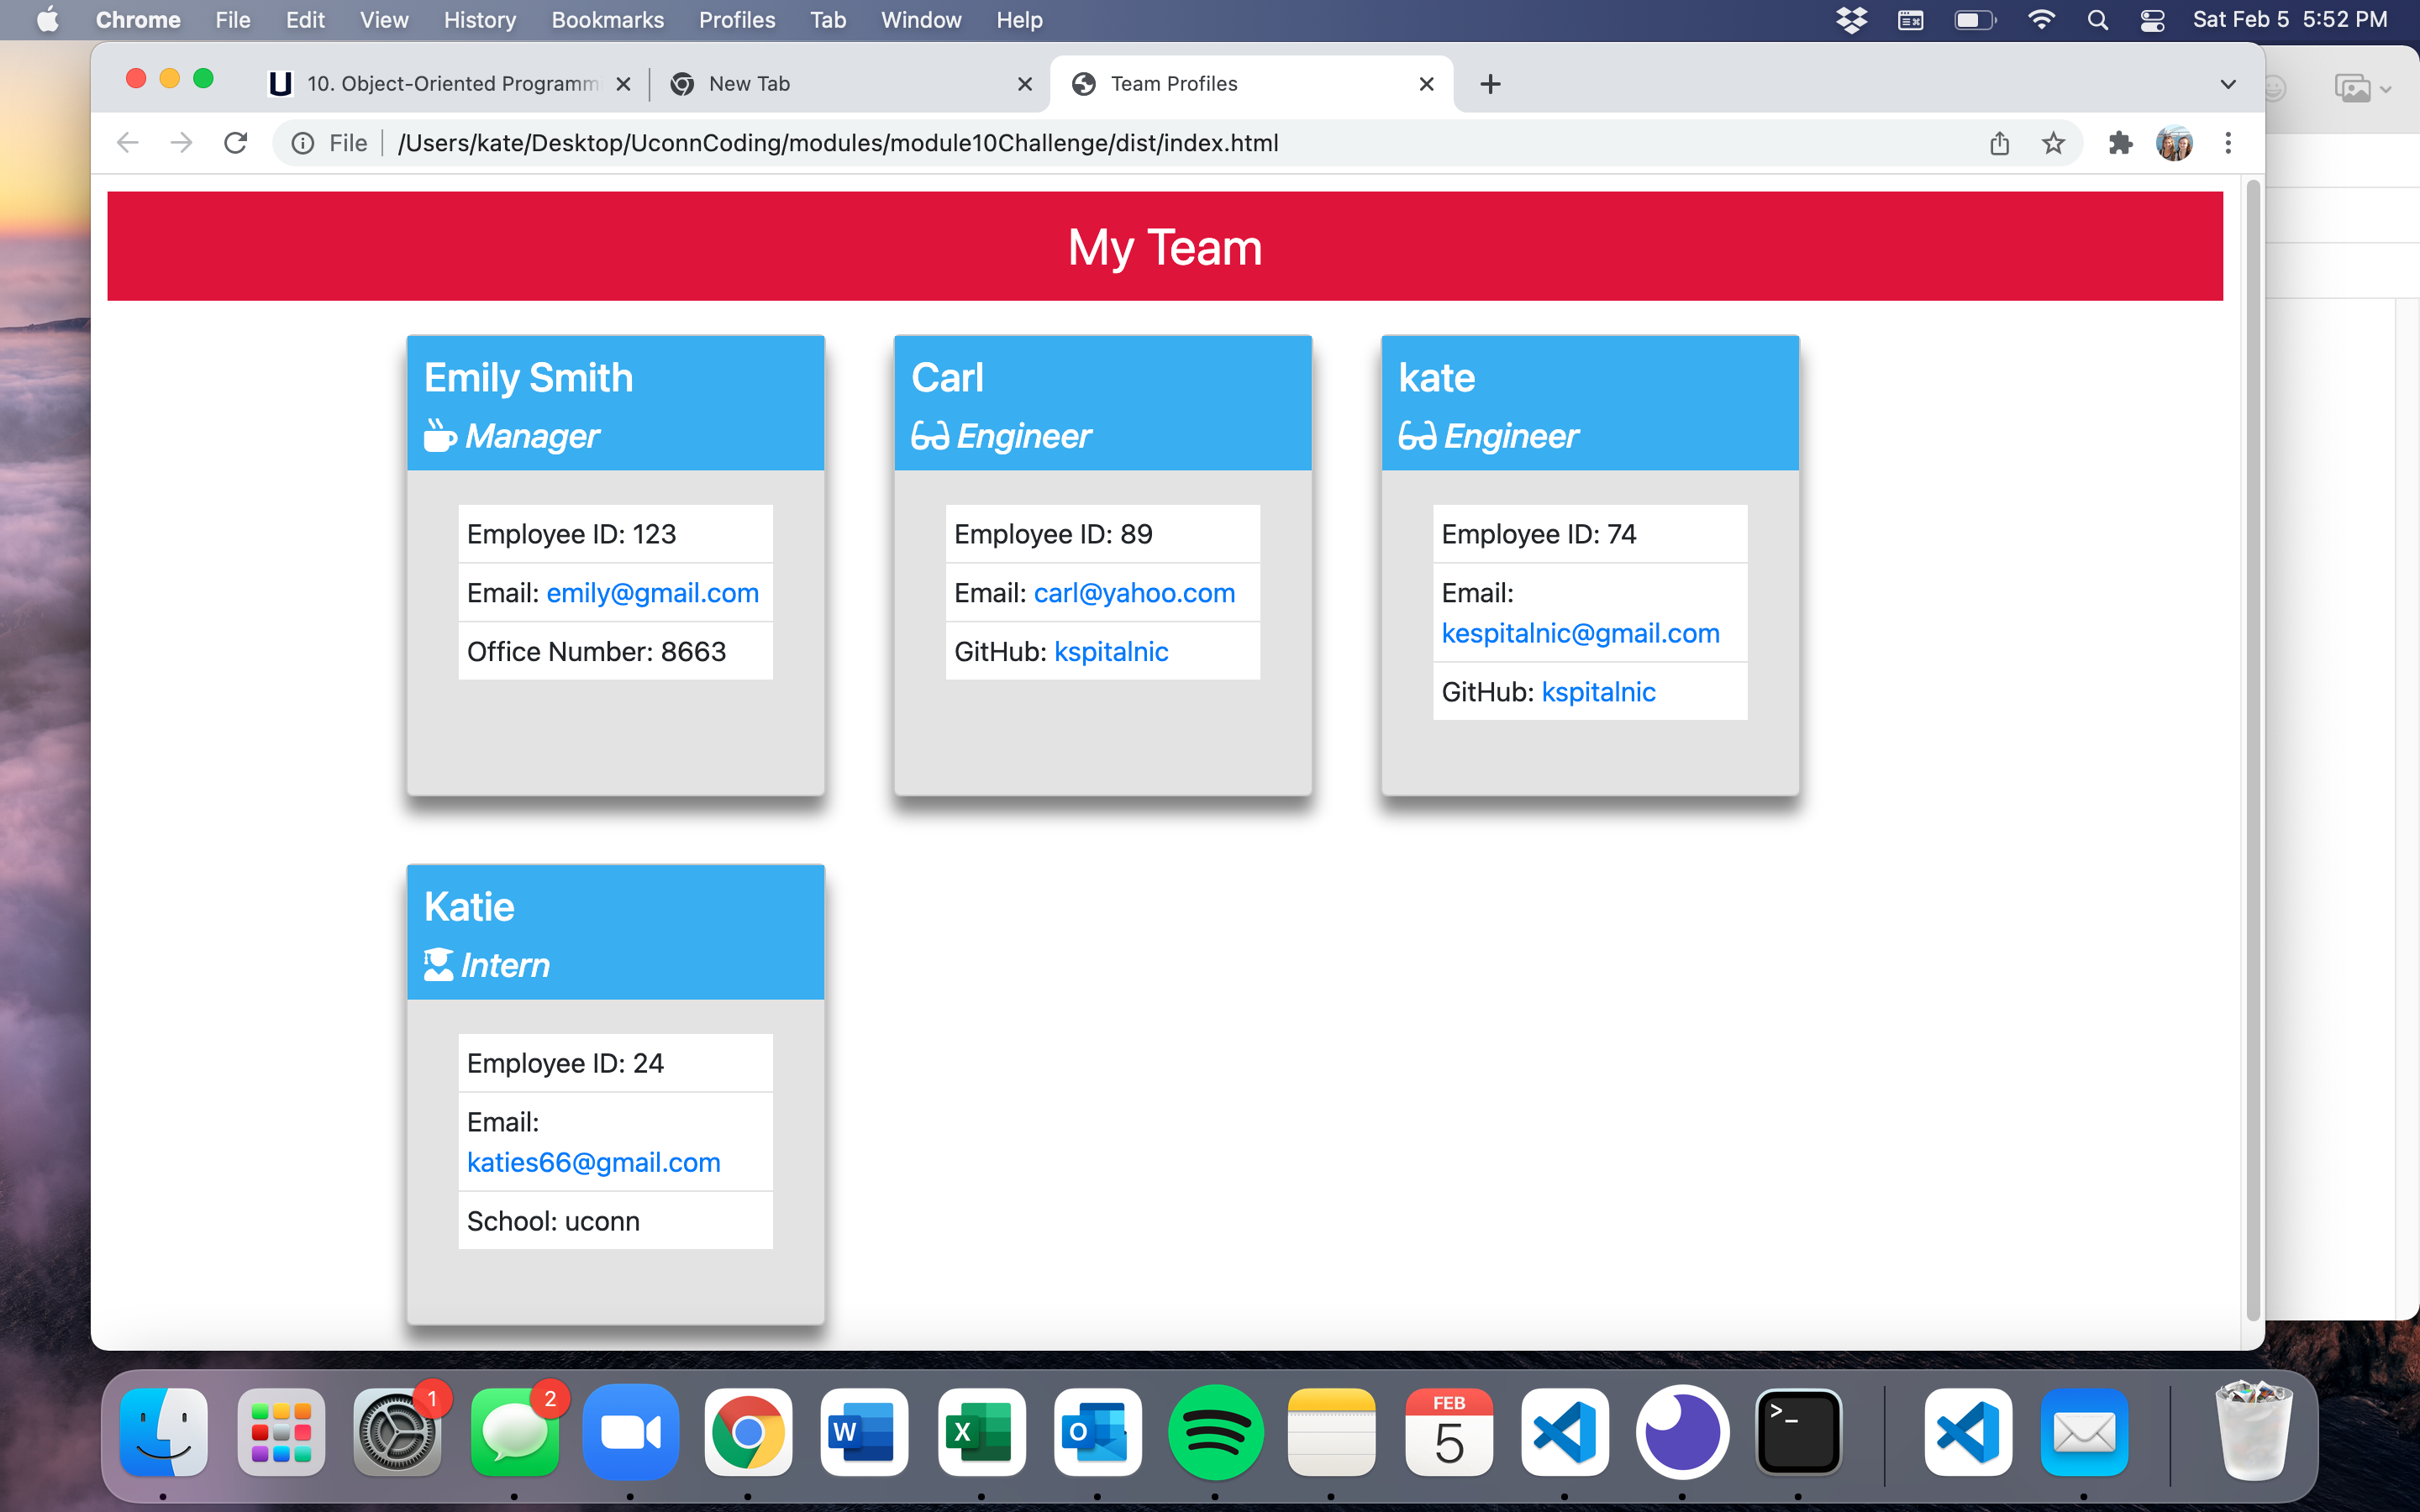 Chrome File Edit View History Bookmarks Profiles Tab Window Help Sat Feb 5 5:52 PM
10. Object-Oriented Programm New Tab Team Profiles
File /Users/kate/Desktop/UconnCoding/modules/module10Challenge/dist/index.html
My Team
Emily Smith
Manager
Employee ID: 123
Email: emily@gmail.com
Office Number: 8663
Carl
Engineer
Employee ID: 89
Email: carl@yahoo.com
GitHub: kspitalnic
kate
Engineer
Employee ID: 74
Email:
kespitalnic@gmail.com
GitHub: kspitalnic
Katie
Intern
Employee ID: 24
Email:
katies66@gmail.com
School: uconn
1 2 W X O FEB
5
>_